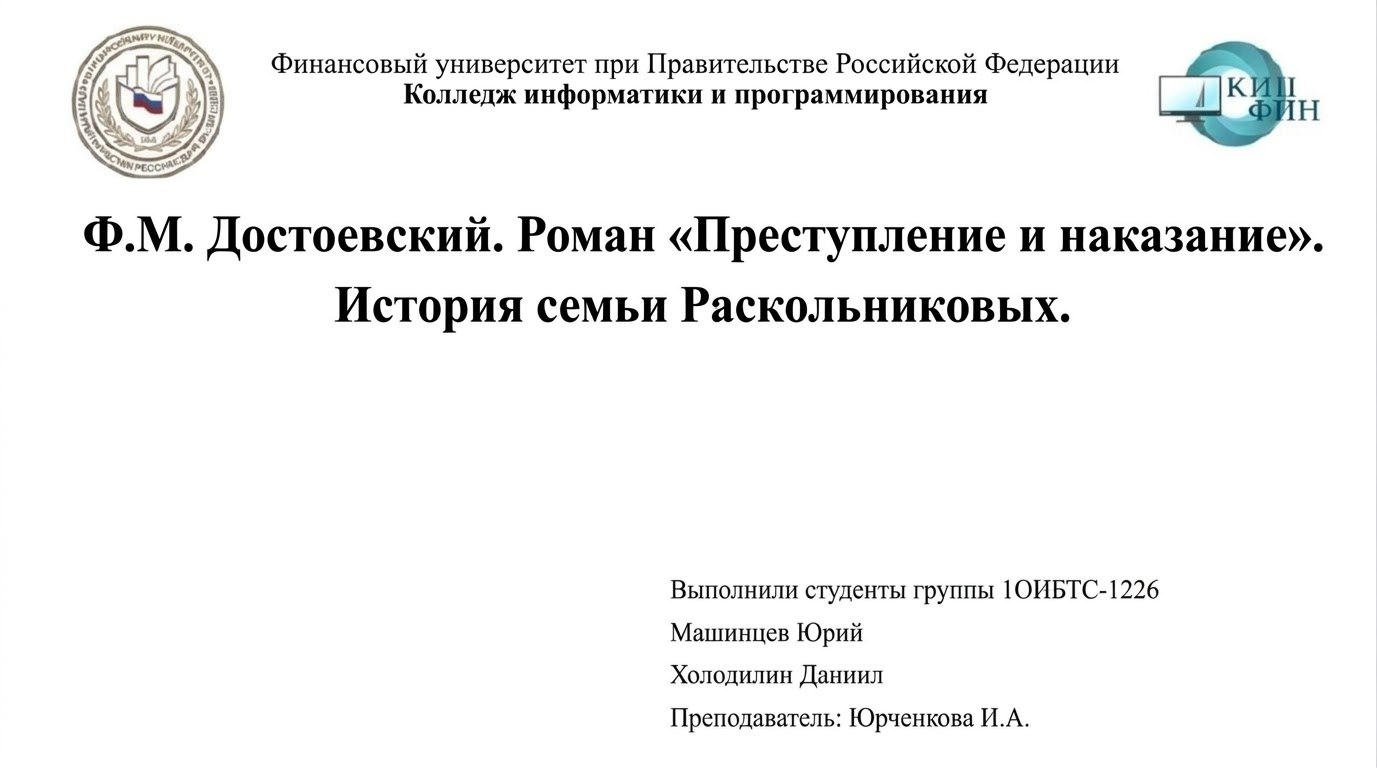 Финансовый университет при Правительстве Российской Федерации
Колледж информатики и программирования
КИП
ФИН
Ф.М. Достоевский. Роман «Преступление и наказание».
История семьи Раскольниковых.
Выполнили студенты группы 1ОИБТС-1226
Машинцев Юрий
Холодилин Даниил
Преподаватель: Юрченкова И.А.